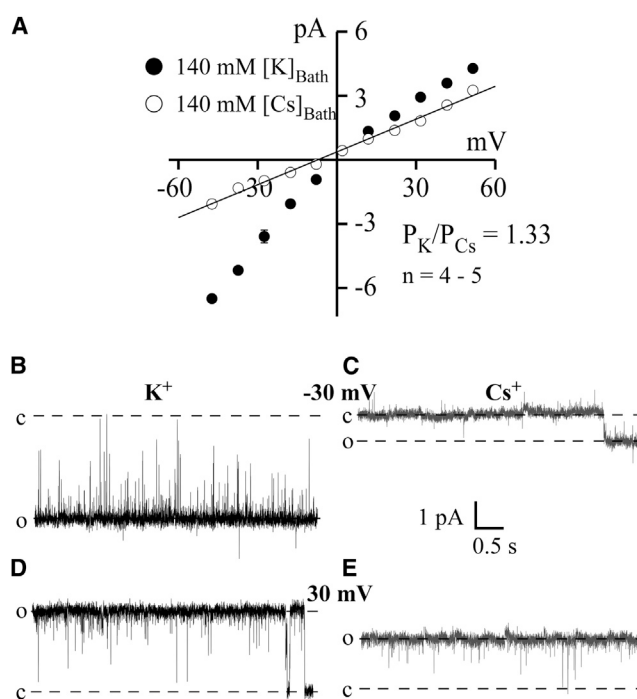 A
pA
6
● 140 mM [K]Bath
○ 140 mM [Cs]Bath
3
mV
-60
-30
30
60
-3
PK/PCs = 1.33
n = 4 - 5
-6
B
K+
-30 mV
C
Cs+
c
o
c
o
1 pA
0.5 s
D
30 mV
E
o
c
o
c